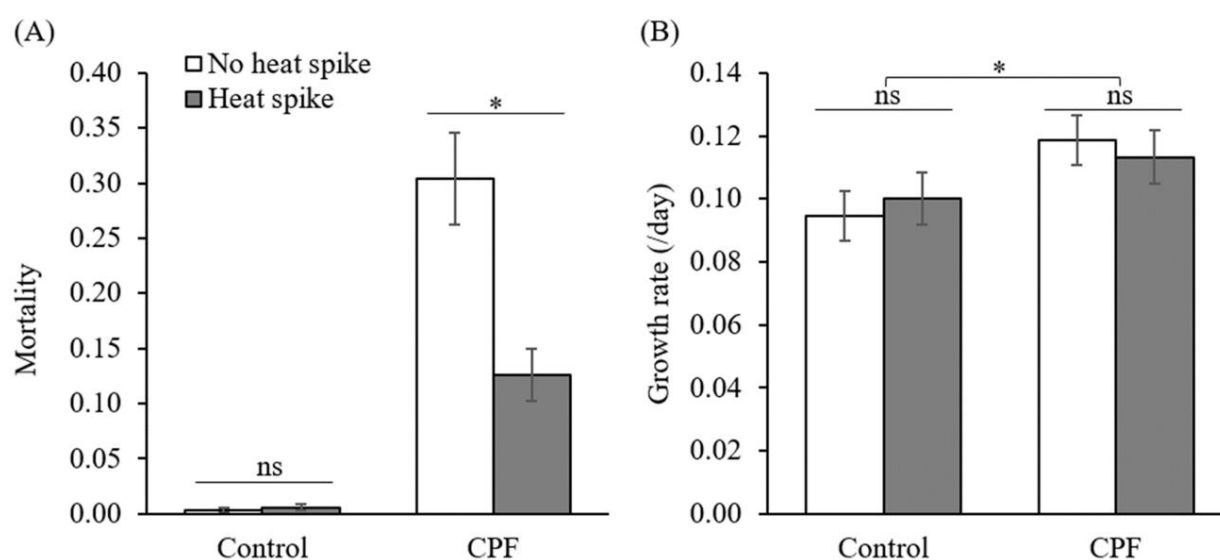 (A)
No heat spike
Heat spike
Mortality
0.40
0.35
0.30
0.25
0.20
0.15
0.10
0.05
0.00
ns
*
Control
CPF
(B)
Growth rate (/day)
0.14
0.12
0.10
0.08
0.06
0.04
0.02
0.00
*
ns
ns
Control
CPF